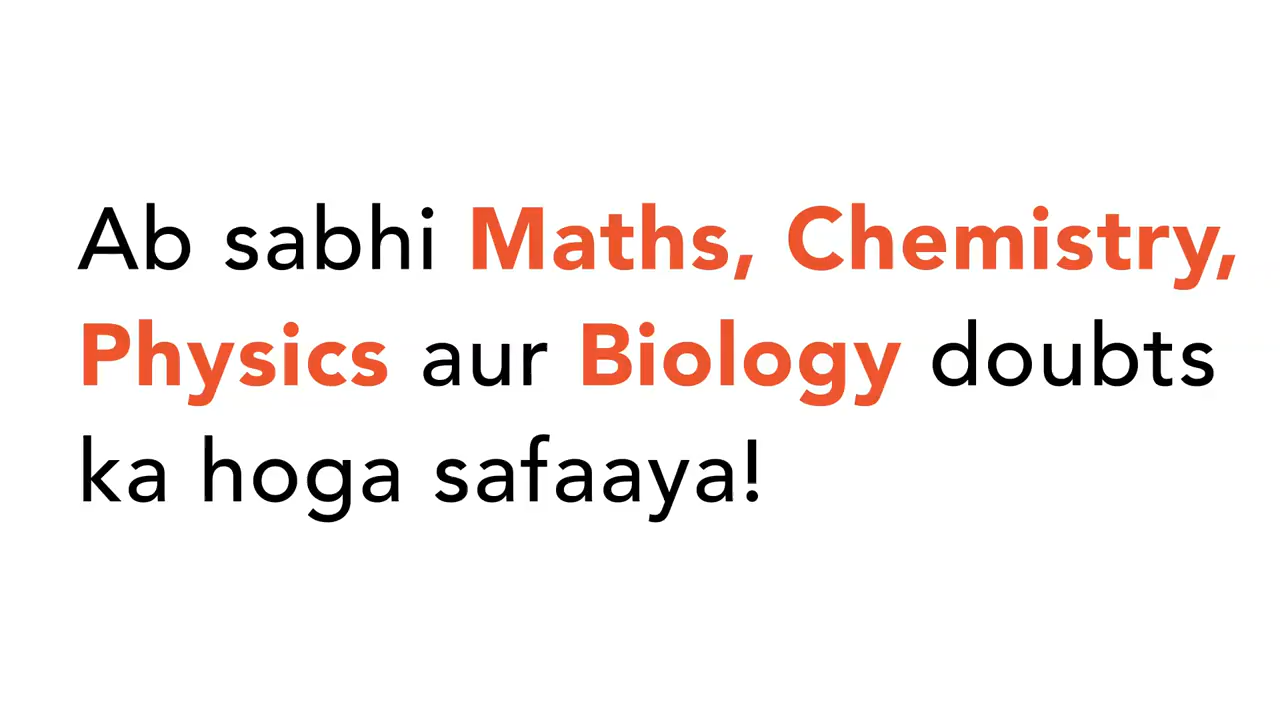 Ab sabhi Maths, Chemistry,
Physics aur Biology doubts
ka hoga safaaya!